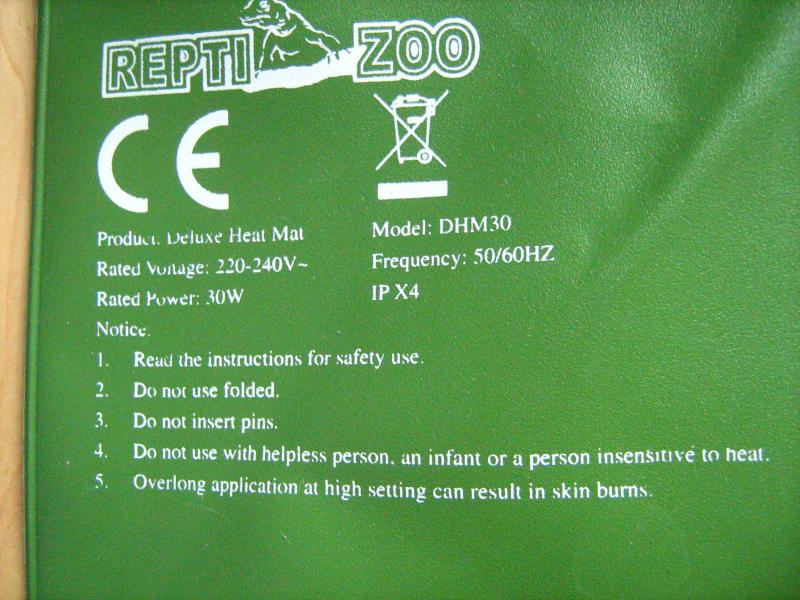 REPTI ZOO
CE
Product: Deluxe Heat Mat Model: DHM30
Rated Voltage: 220-240V~ Frequency: 50/60HZ
Rated Power: 30W IP X4
Notice:
1. Read the instructions for safety use.
2. Do not use folded.
3. Do not insert pins.
4. Do not use with helpless person, an infant or a person insensitive to heat.
5. Overlong application at high setting can result in skin burns.